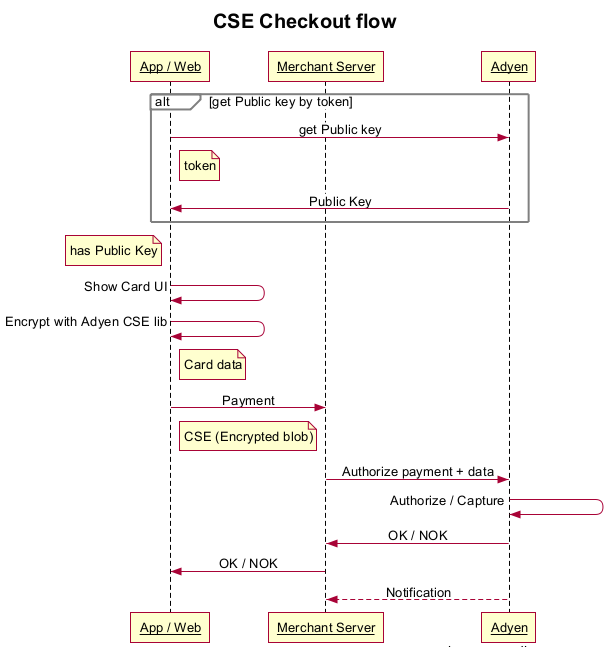 CSE Checkout flow
App / Web
Merchant Server
Adyen
alt
[get Public key by token]
get Public key
token
Public Key
has Public Key
Show Card UI
Encrypt with Adyen CSE lib
Card data
Payment
CSE (Encrypted blob)
Authorize payment + data
Authorize / Capture
OK / NOK
OK / NOK
Notification
App / Web
Merchant Server
Adyen